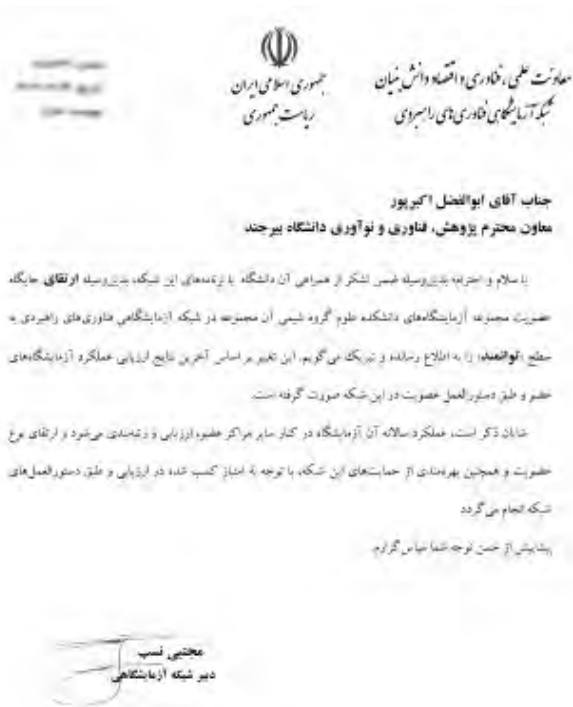 جمهوری اسلامی ایران
ریاست جمهوری
معاونت علمی، فناوری و اقتصاد دانش بنیان
شبکه آزمایشگاهی فناوری های راهبردی
جناب آقای ابوالفضل اکبرپور
معاون محترم پژوهش، فناوری و نوآوری دانشگاه بیرجند
با سلام و احترام، بدین‌وسیله ضمن تشکر از همراهی آن دانشگاه با برنامه‌های این شبکه، بدین‌وسیله ارتقای جایگاه
عضویت مجموعه آزمایشگاه‌های دانشکده علوم گروه شیمی آن مجموعه در شبکه آزمایشگاهی فناوری‌های راهبردی به
سطح «توانمند» را به اطلاع رسانده و تبریک می‌گویم. این تغییر بر اساس آخرین نتایج ارزیابی عملکرد آزمایشگاه‌های
عضو و طبق دستورالعمل عضویت در این شبکه صورت گرفته است.
شایان ذکر است، عملکرد سالانه آن آزمایشگاه در کنار سایر مراکز عضو، ارزیابی و رتبه‌بندی می‌شود و ارتقای نوع
عضویت و همچنین بهره‌مندی از حمایت‌های این شبکه، با توجه به امتیاز کسب شده در ارزیابی و طبق دستورالعمل‌های
شبکه انجام می‌گردد
پیشاپیش از حسن توجه شما سپاس گزارم.
مجتبی نسب
دبیر شبکه آزمایشگاهی